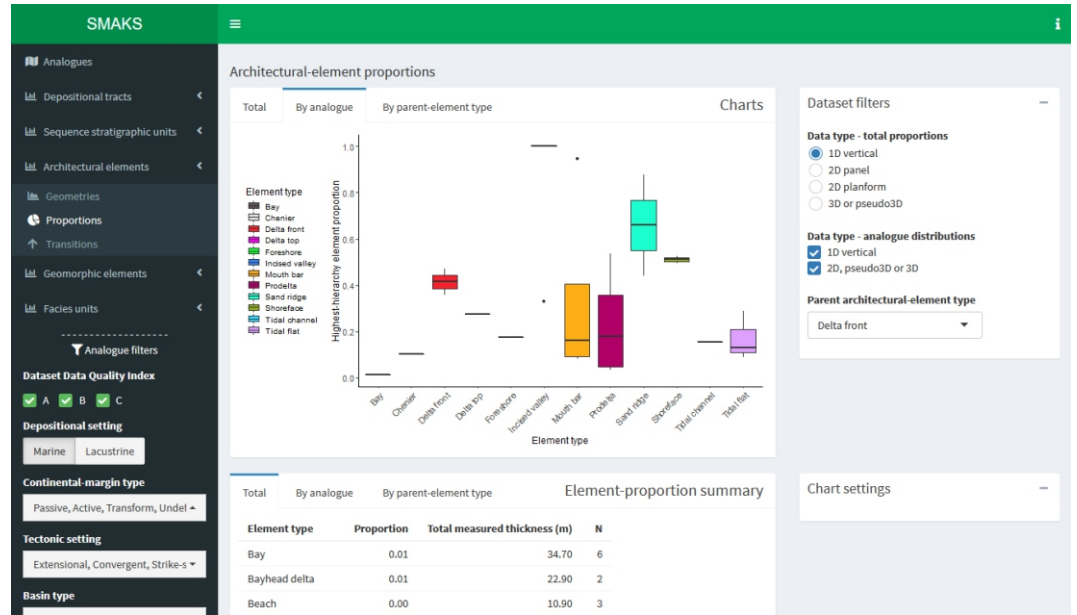 SMAKS
Analogues
Depositional tracts
Sequence stratigraphic units
Architectural elements
Geometries
Proportions
Transitions
Geomorphic elements
Facies units
Analogue filters
Dataset Data Quality Index
A B C
Depositional setting
Marine Lacustrine
Continental-margin type
Passive, Active, Transform, Undel
Tectonic setting
Extensional, Convergent, Strike-s
Basin type
Architectural-element proportions
Total By analogue By parent-element type Charts
Element type
Bay
Chenier
Delta front
Delta top
Foreshore
Incised valley
Mouth bar
Prodelta
Sand ridge
Shoreface
Tidal channel
Tidal flat
Highest-hierarchy element proportion
1.0
0.8
0.6
0.4
0.2
0.0
Bay
Chenier
Delta front
Delta top
Foreshore
Incised valley
Mouth bar
Prodelta
Sand ridge
Shoreface
Tidal channel
Tidal flat
Element type
Dataset filters
Data type - total proportions
1D vertical
2D panel
2D planform
3D or pseudo3D
Data type - analogue distributions
1D vertical
2D, pseudo3D or 3D
Parent architectural-element type
Delta front
Total By analogue By parent-element type Element-proportion summary
Element type Proportion Total measured thickness (m) N
Bay 0.01 34.70 6
Bayhead delta 0.01 22.90 2
Beach 0.00 10.90 3
Chart settings